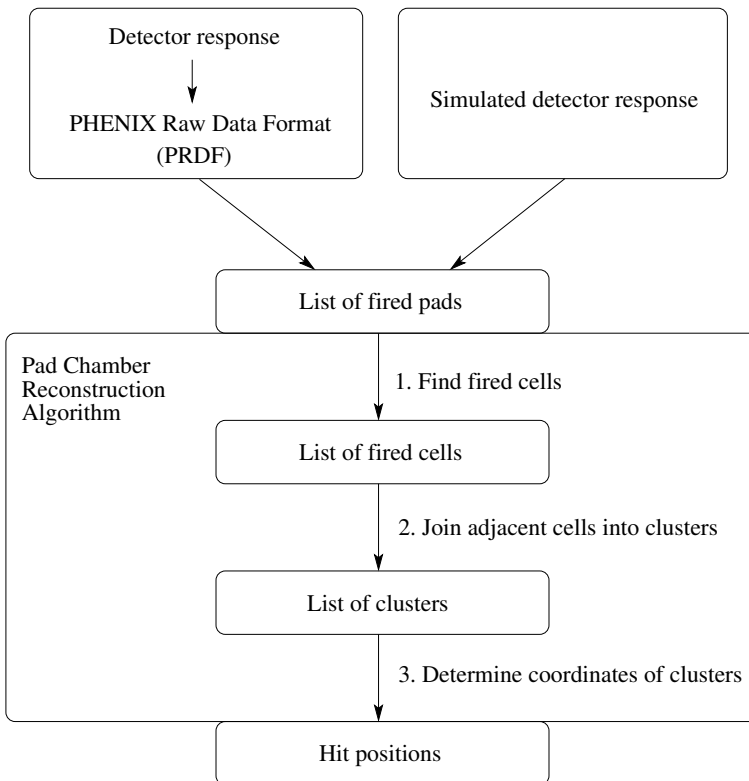 Detector response
PHENIX Raw Data Format
(PRDF)
Simulated detector response
List of fired pads
Pad Chamber
Reconstruction
Algorithm
1. Find fired cells
List of fired cells
2. Join adjacent cells into clusters
List of clusters
3. Determine coordinates of clusters
Hit positions